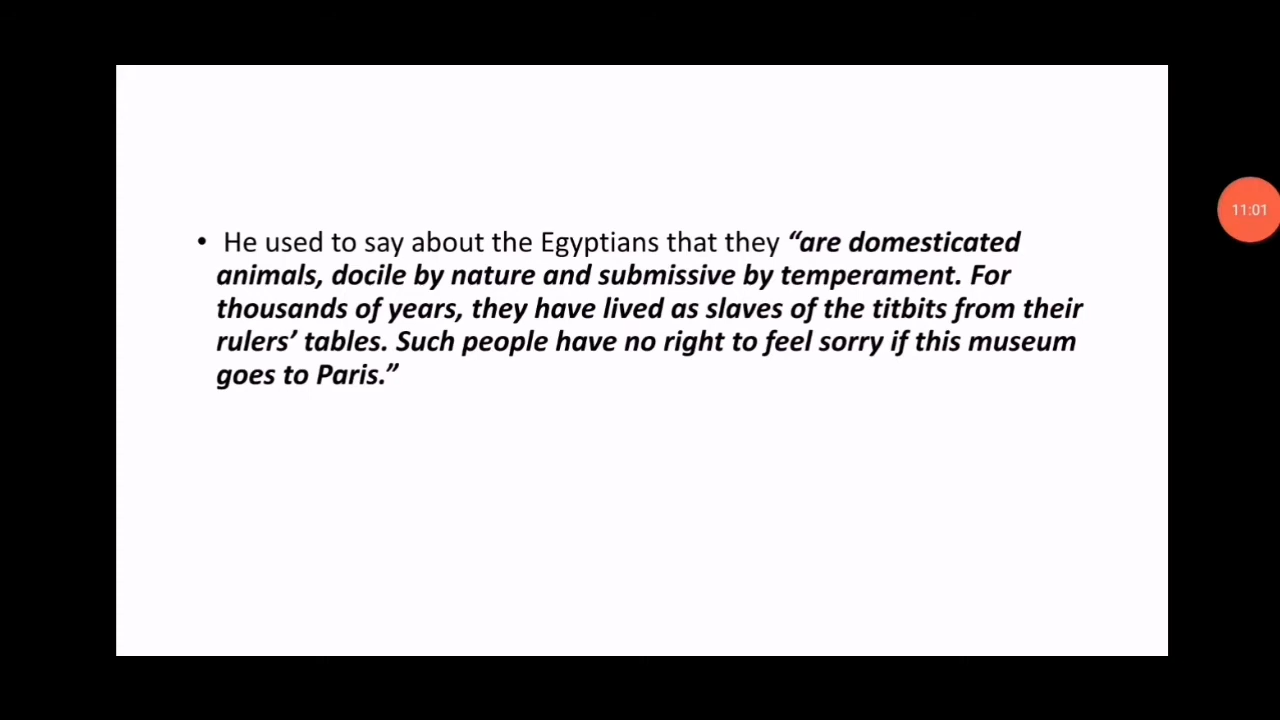 • He used to say about the Egyptians that they “are domesticated
animals, docile by nature and submissive by temperament. For
thousands of years, they have lived as slaves of the titbits from their
rulers’ tables. Such people have no right to feel sorry if this museum
goes to Paris.”
11:01